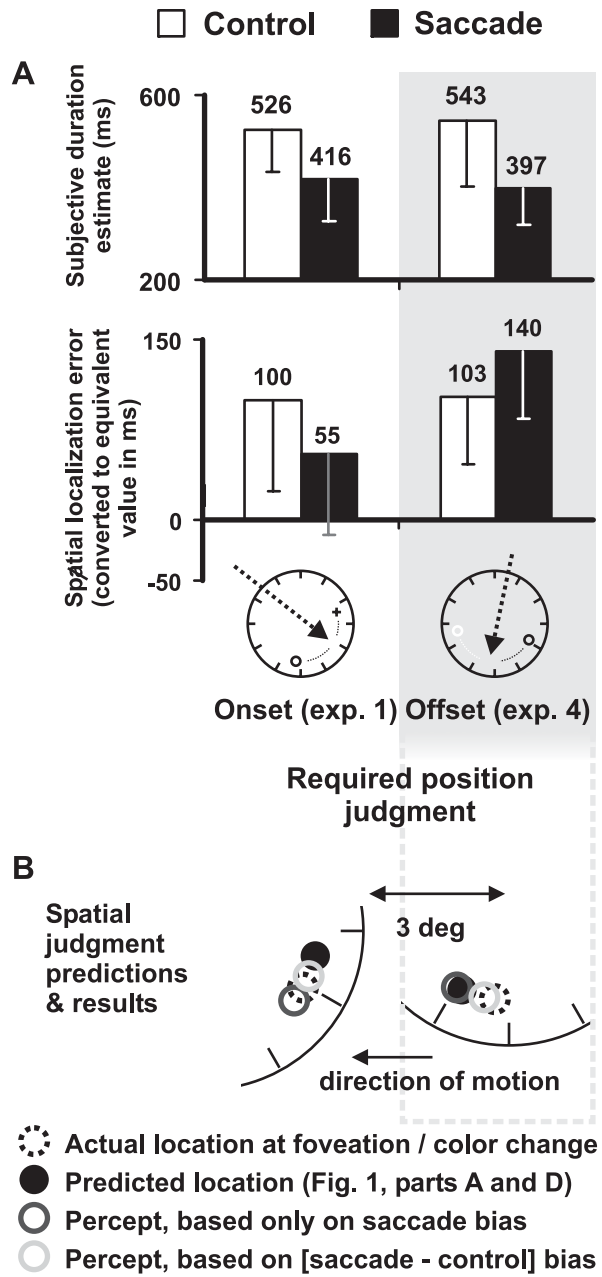 Control Saccade
A
Subjective duration
estimate (ms)
600
200
526
416
543
397
Spatial localization error
(converted to equivalent
value in ms)
150
0
-50
100
55
103
140
Onset (exp. 1) Offset (exp. 4)
Required position
judgment
B
Spatial
judgment
predictions
& results
3 deg
direction of motion
Actual location at foveation / color change
Predicted location (Fig. 1, parts A and D)
Percept, based only on saccade bias
Percept, based on [saccade - control] bias